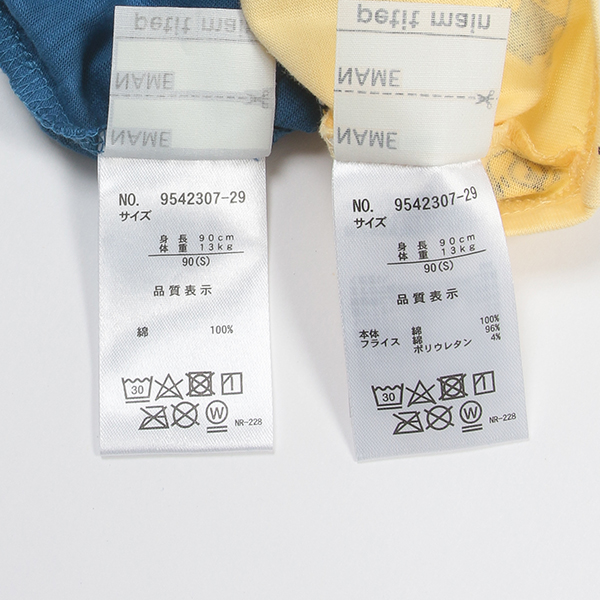 petit main
NAME
NAME
NO. 9542307-29
サイズ
身長 90cm
体重 13kg
90(S)
品質表示
綿 100%
30
W
NR-228
petit main
NAME
NAME
NO. 9542307-29
サイズ
身長 90cm
体重 13kg
90(S)
品質表示
本体 綿 100%
フライス 綿 96%
ポリウレタン 4%
30
W
NR-228